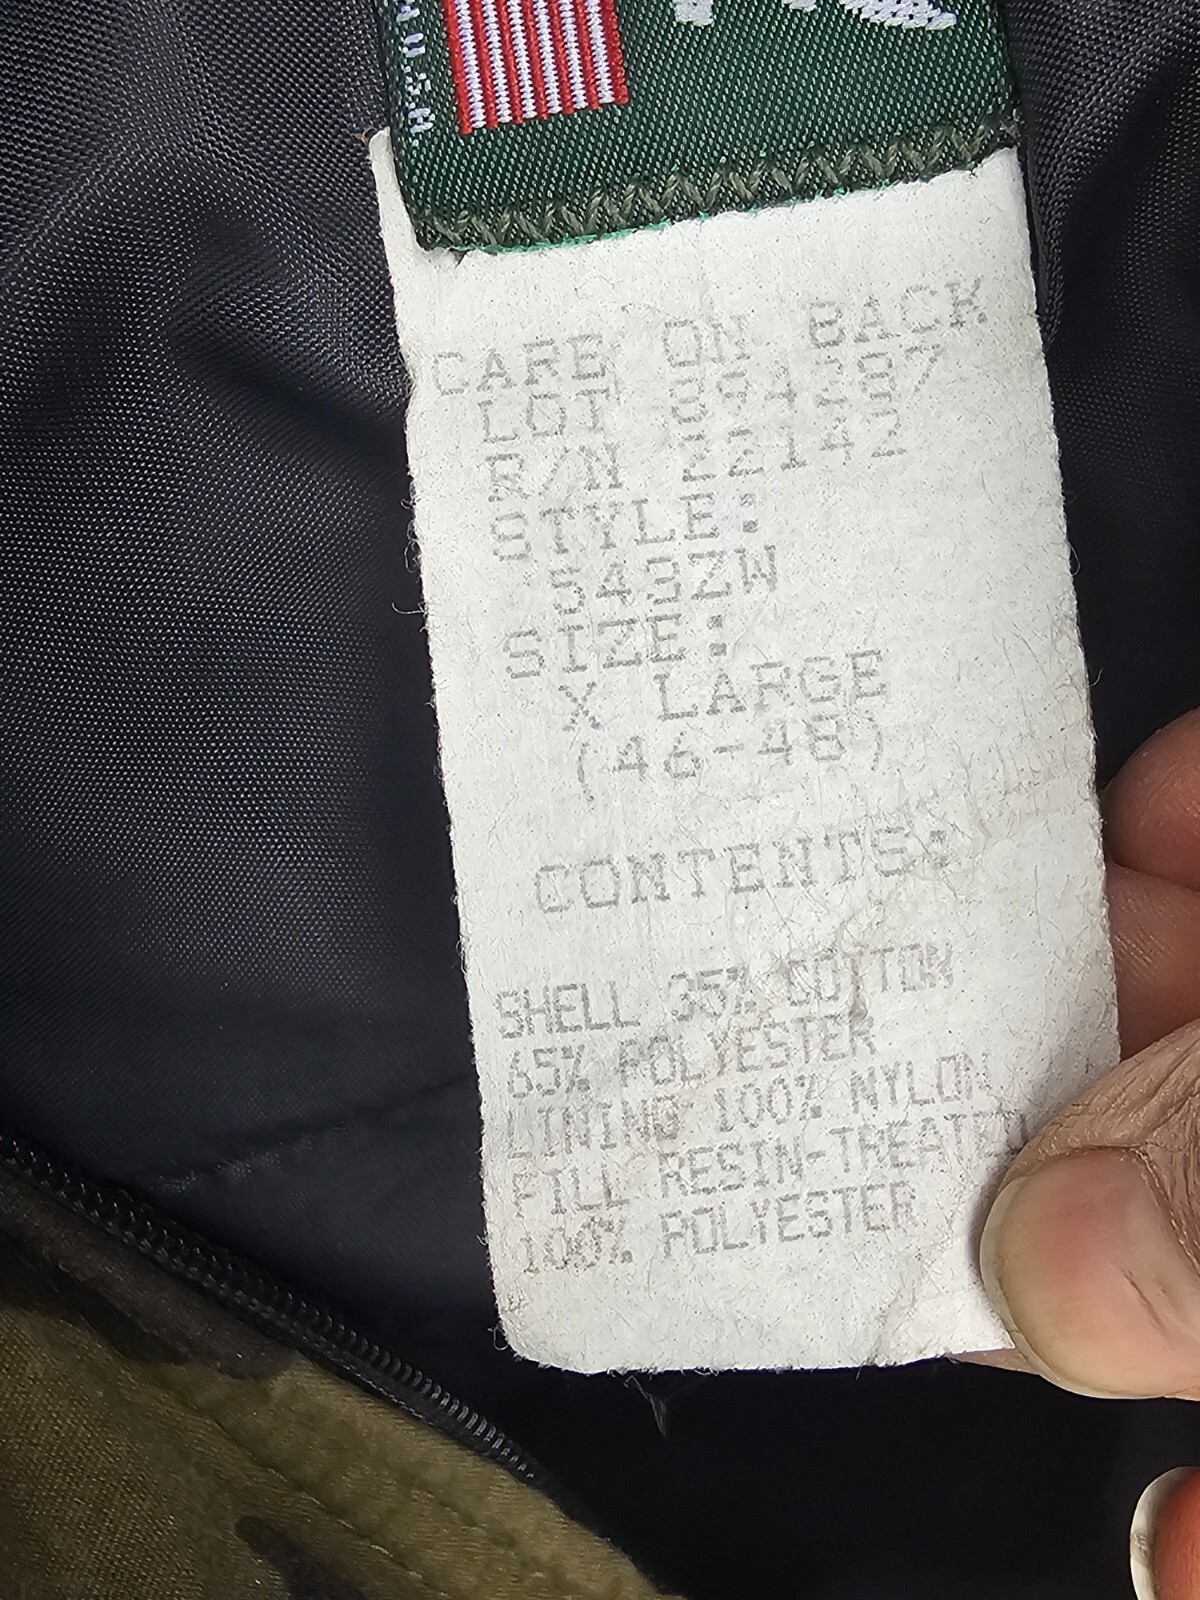 U.S.A.
CARE ON BACK
LOT 894287
R/N 22142
STYLE:
543ZW
SIZE:
X LARGE
(46-48)
CONTENTS:
SHELL 35% COTTON
65% POLYESTER
LINING 100% NYLON
FILL RESIN-TREATED
100% POLYESTER